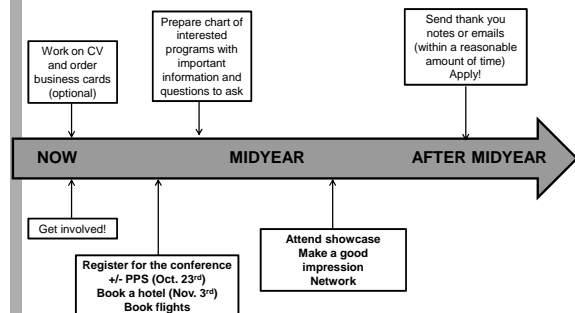 Work on CV
and order
business cards
(optional)
Prepare chart of
interested programs with
important
information and
questions to ask
Send thank you
notes or emails
(within a reasonable
amount of time)
Apply!
NOW
MIDYEAR
AFTER MIDYEAR
Get involved!
Register for the conference
+/- PPS (Oct. 23rd)
Book a hotel (Nov. 3rd)
Book flights
Attend showcase
Make a good
impression
Network